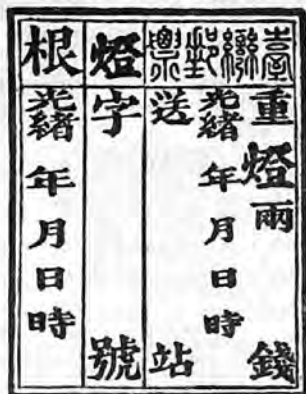 臺灣郵票
重燈兩 錢
光緒 年 月 日 時
送 站
燈字 號
根
光緒 年 月 日 時